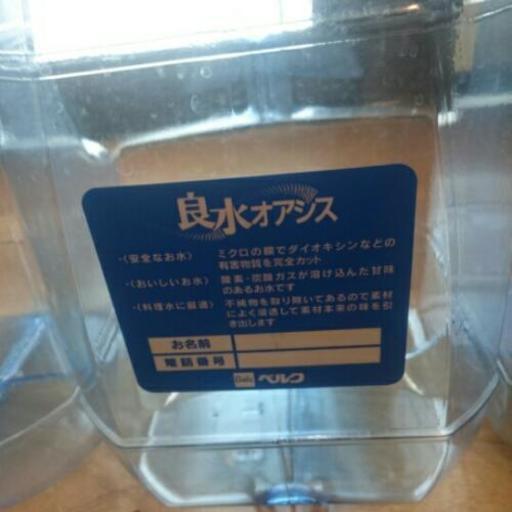 良水オアシス
・〈安全なお水〉 ミクロの膜でダイオキシンなどの
有害物質を完全カット
・〈おいしいお水〉 酸素・炭酸ガスが溶け込んだ甘味
のあるお水です
・〈料理水に最適〉 不純物を取り除いてあるので素材
によく浸透して素材本来の味を引
き出します
お名前
電話番号
Belc ベルク